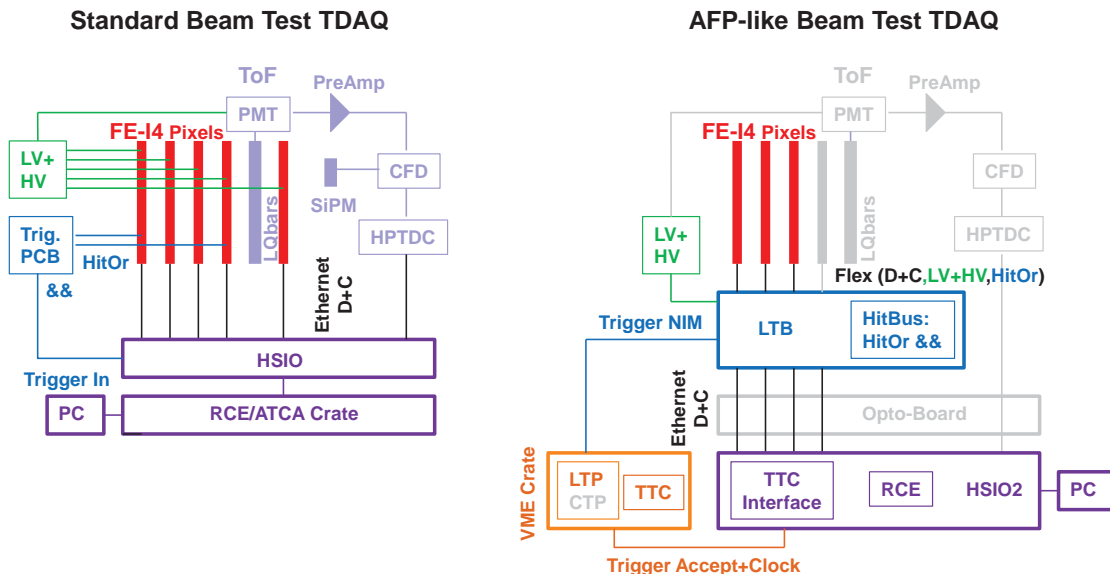 Standard Beam Test TDAQ
ToF
PreAmp
PMT
FE-I4 Pixels
LV+
HV
CFD
SiPM
LQbars
Trig.
PCB
HitOr
&&
HPTDC
Ethernet
D+C
HSIO
Trigger In
PC
RCE/ATCA Crate
AFP-like Beam Test TDAQ
ToF
PreAmp
PMT
FE-I4 Pixels
CFD
LQbars
LV+
HV
HPTDC
Flex (D+C,LV+HV,HitOr)
Trigger NIM
LTB
HitBus:
HitOr &&
Ethernet
D+C
Opto-Board
VME Crate
LTP
CTP
TTC
TTC
Interface
RCE
HSIO2
PC
Trigger Accept+Clock